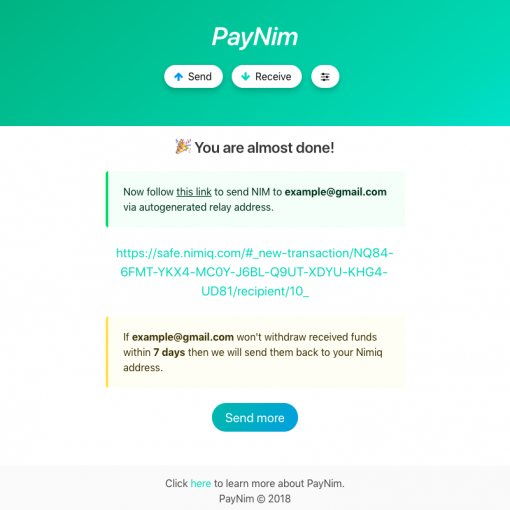 PayNim
Send
Receive
🎉 You are almost done!
Now follow this link to send NIM to example@gmail.com
via autogenerated relay address.
https://safe.nimiq.com/#_new-transaction/NQ84-
6FMT-YKX4-MC0Y-J6BL-Q9UT-XDYU-KHG4-
UD81/recipient/10_
If example@gmail.com won't withdraw received funds
within 7 days then we will send them back to your Nimiq
address.
Send more
Click here to learn more about PayNim.
PayNim © 2018